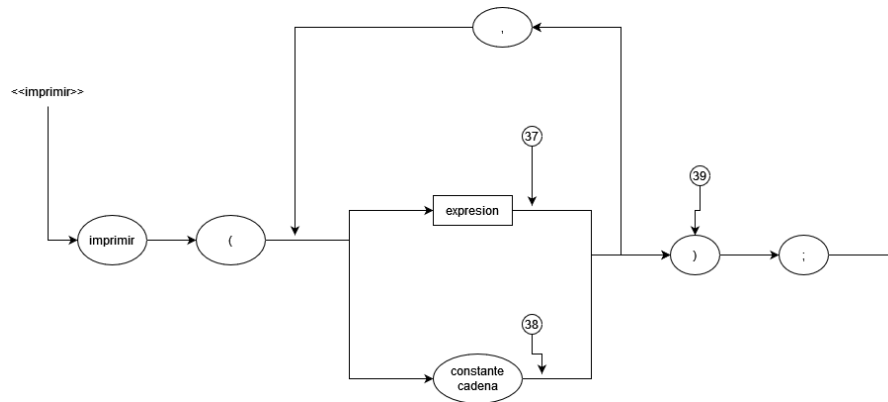 ,
<<imprimir>>
37
39
expresion
imprimir
(
)
;
38
constante
cadena